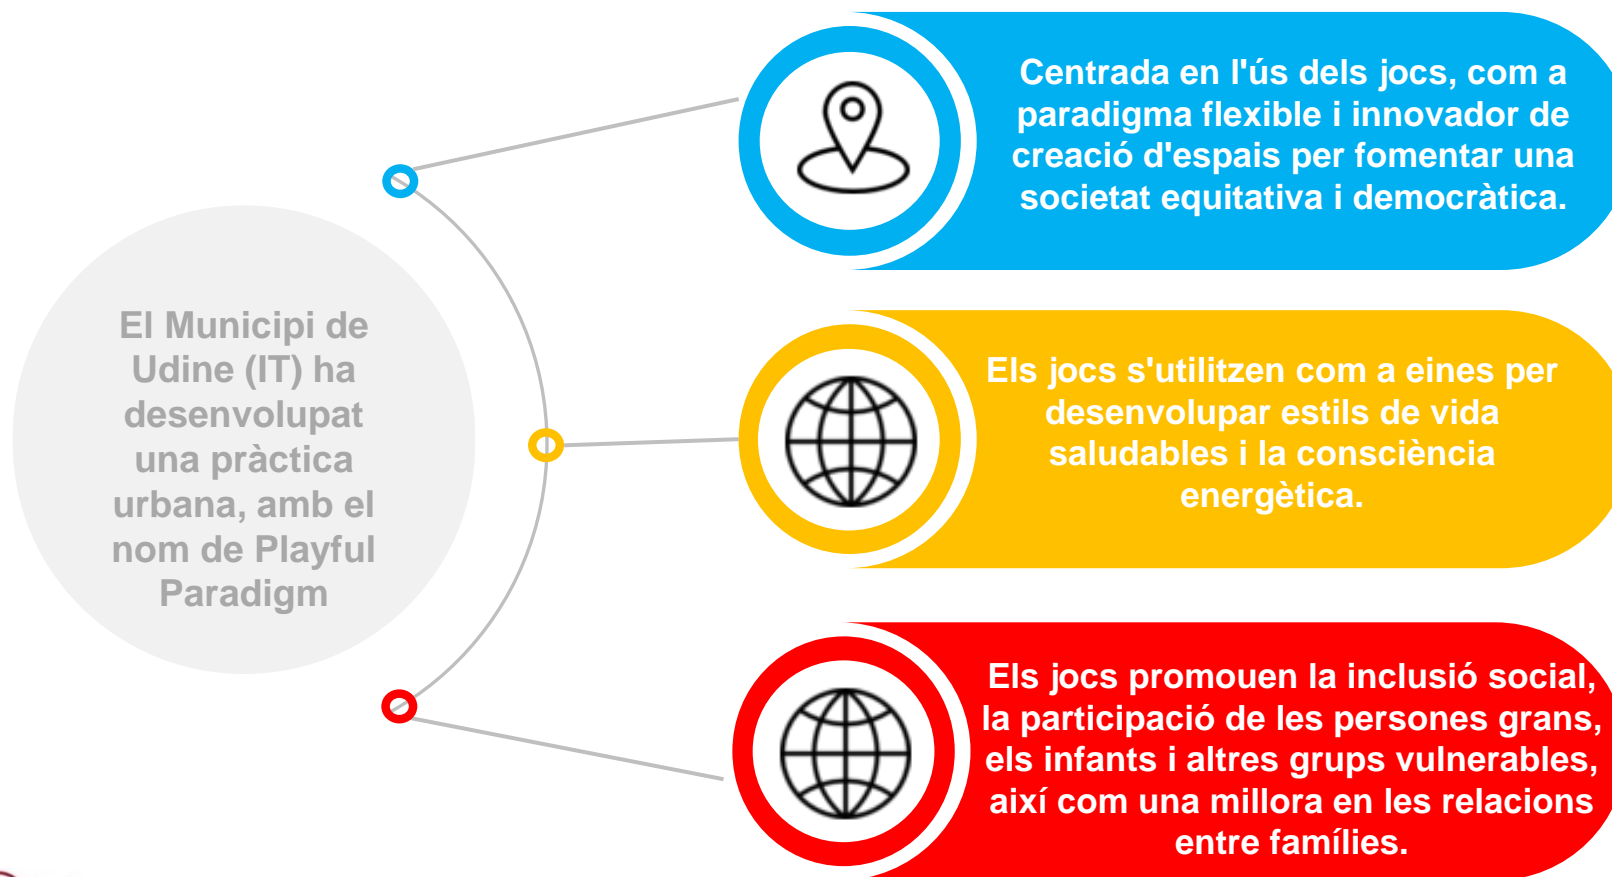 El Municipi de
Udine (IT) ha
desenvolupat
una pràctica
urbana, amb el
nom de Playful
Paradigm
Centrada en l'ús dels jocs, com a
paradigma flexible i innovador de
creació d'espais per fomentar una
societat equitativa i democràtica.
Els jocs s'utilitzen com a eines per
desenvolupar estils de vida
saludables i la consciència
energètica.
Els jocs promouen la inclusió social,
la participació de les persones grans,
els infants i altres grups vulnerables,
així com una millora en les relacions
entre famílies.